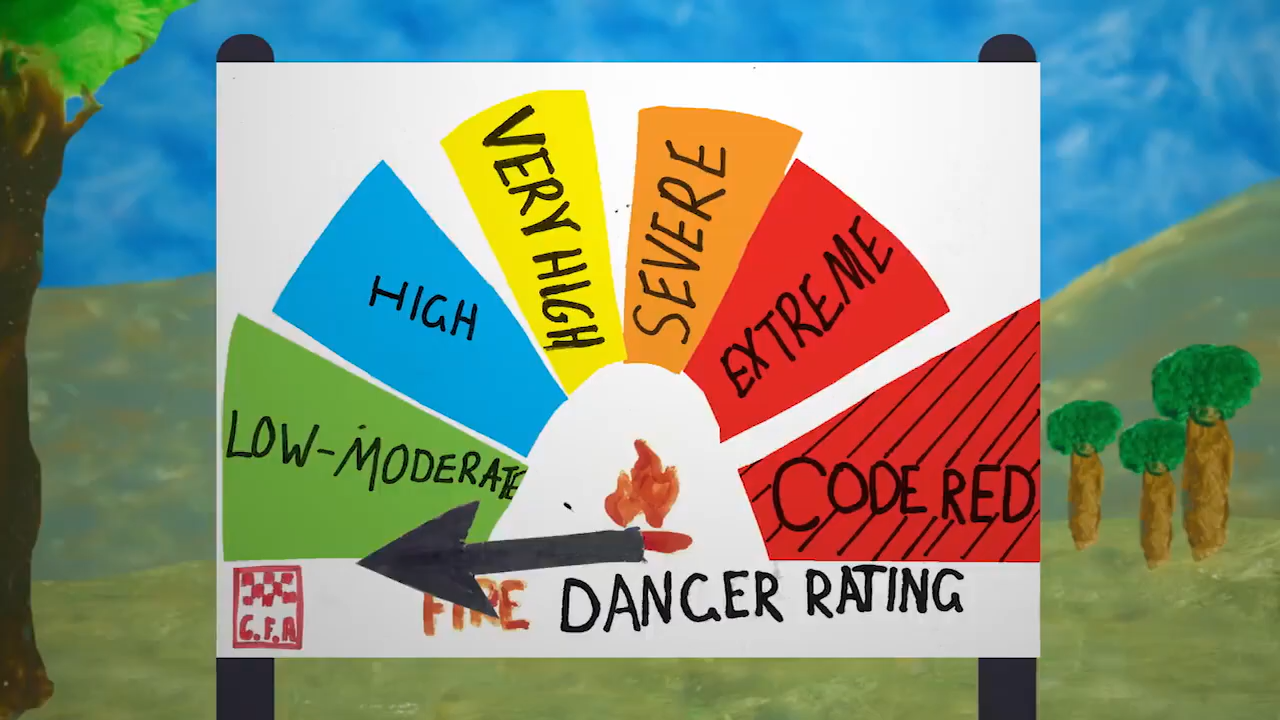 LOW-MODERATE
HIGH
VERY HIGH
SEVERE
EXTREME
CODE RED
FIRE DANGER RATING
C.F.A